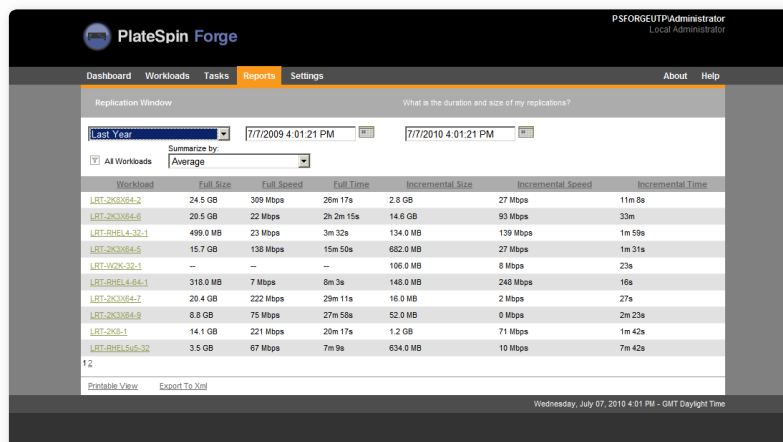 PSFORGEUTP\Administrator
Local Administrator
PlateSpin Forge
Dashboard Workloads Tasks Reports Settings About Help
Replication Window What is the duration and size of my replications?
Last Year 7/7/2009 4:01:21 PM 7/7/2010 4:01:21 PM
Summarize by:
All Workloads Average
Workload Full Size Full Speed Full Time Incremental Size Incremental Speed Incremental Time
LRT-2K8X64-2 24.5 GB 309 Mbps 26m 17s 2.8 GB 27 Mbps 11m 8s
LRT-2K3X64-6 20.5 GB 22 Mbps 2h 2m 15s 14.6 GB 93 Mbps 33m
LRT-RHEL4-32-1 499.0 MB 23 Mbps 3m 32s 134.0 MB 139 Mbps 1m 59s
LRT-2K3X64-5 15.7 GB 138 Mbps 15m 50s 682.0 MB 27 Mbps 1m 31s
LRT-W2K-32-1 -- -- -- 106.0 MB 8 Mbps 23s
LRT-RHEL4-64-1 318.0 MB 7 Mbps 8m 3s 148.0 MB 248 Mbps 16s
LRT-2K3X64-7 20.4 GB 222 Mbps 29m 11s 16.0 MB 2 Mbps 27s
LRT-2K3X64-9 8.8 GB 75 Mbps 27m 58s 52.0 MB 0 Mbps 2m 23s
LRT-2K8-1 14.1 GB 221 Mbps 20m 17s 1.2 GB 71 Mbps 1m 42s
LRT-RHEL5u5-32 3.5 GB 67 Mbps 7m 9s 634.0 MB 10 Mbps 7m 42s
1 2
Printable View Export To Xml
Wednesday, July 07, 2010 4:01 PM - GMT Daylight Time